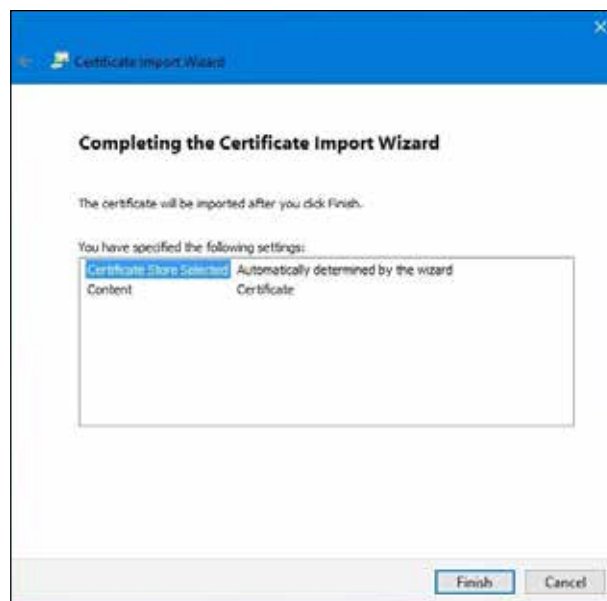 Certificate Import Wizard
Completing the Certificate Import Wizard
The certificate will be imported after you click Finish.
You have specified the following settings:
Certificate Store Selected Automatically determined by the wizard
Content Certificate
Finish Cancel